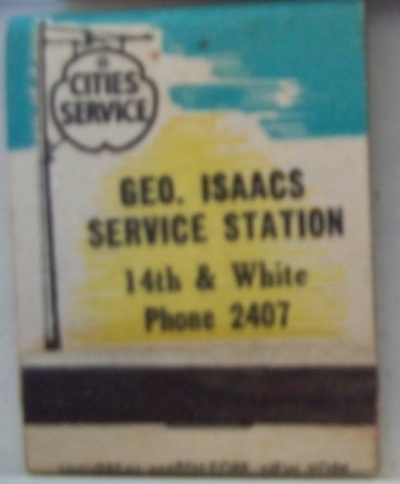 CITIES
SERVICE
GEO. ISAACS
SERVICE STATION
14th & White
Phone 2407